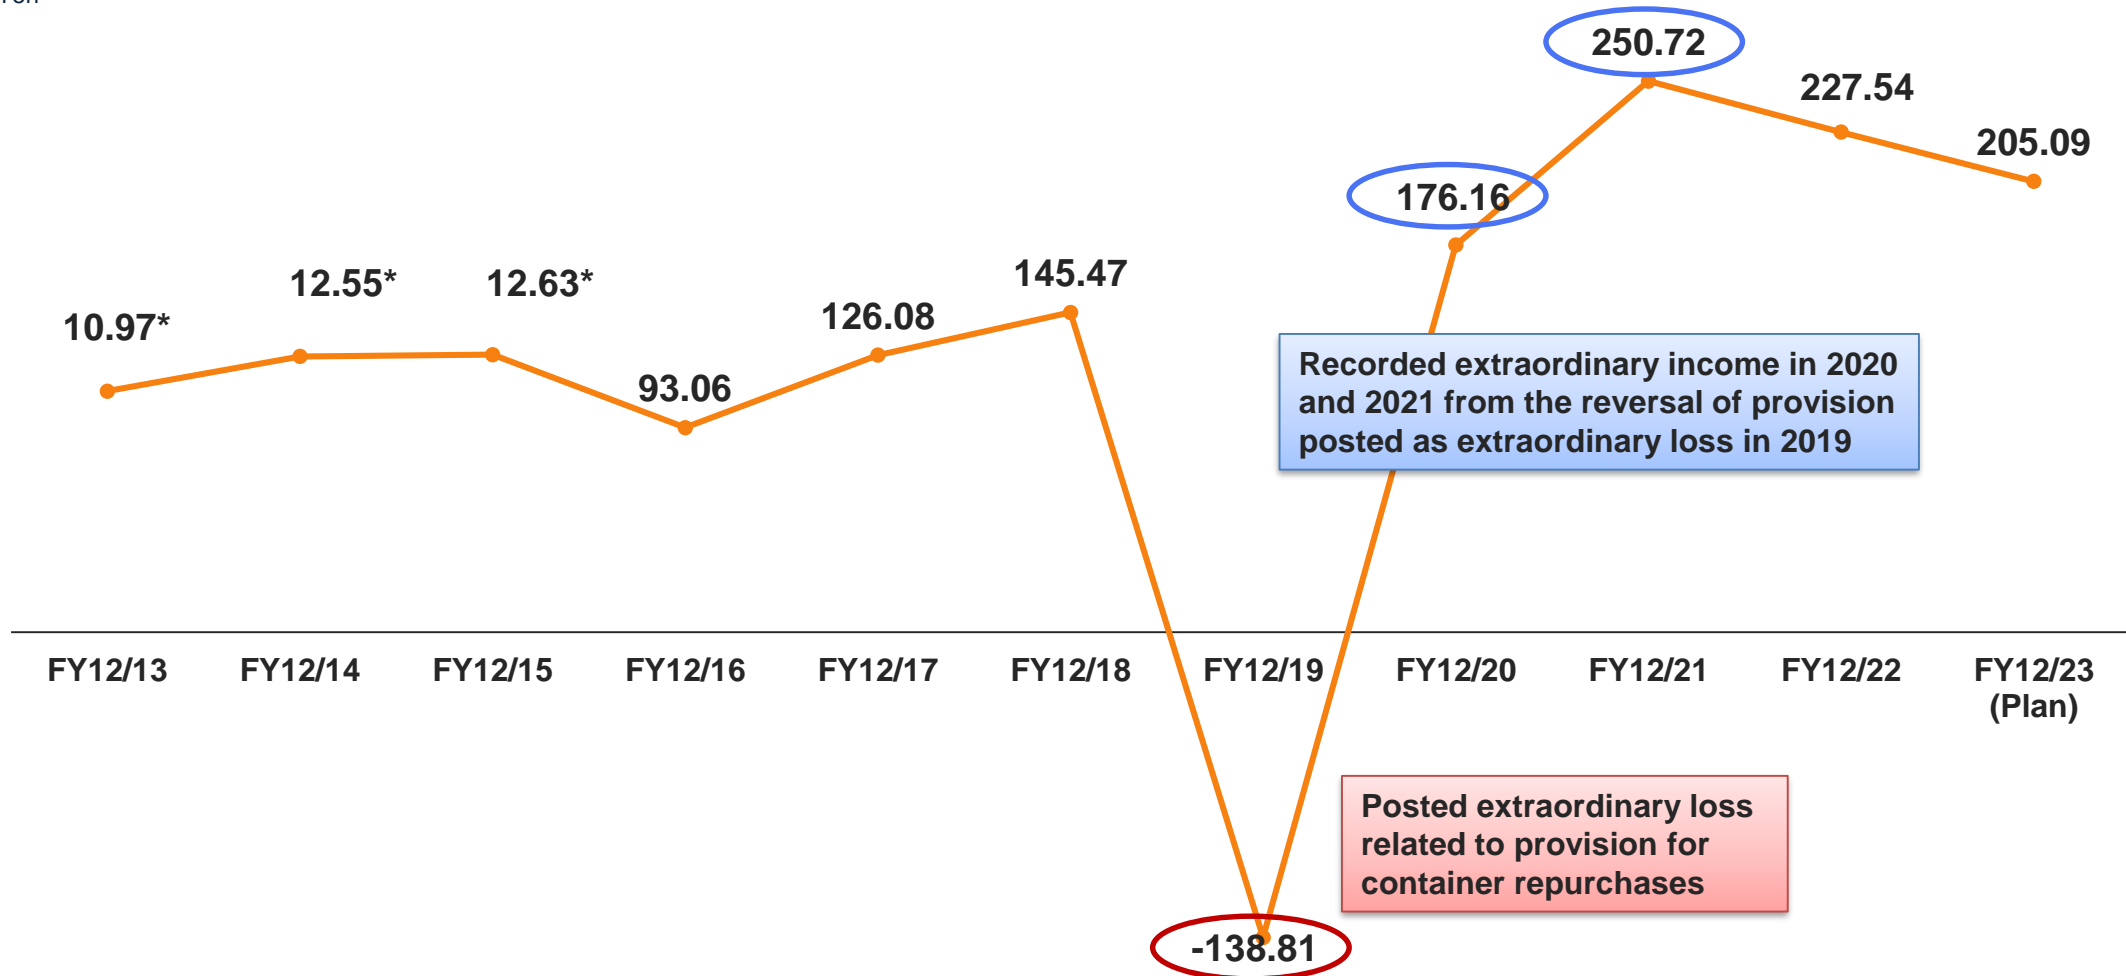 250.72
227.54
205.09
176.16
145.47
12.55*
12.63*
10.97*
126.08
93.06
Recorded extraordinary income in 2020
and 2021 from the reversal of provision
posted as extraordinary loss in 2019
FY12/13
FY12/14
FY12/15
FY12/16
FY12/17
FY12/18
FY12/19
FY12/20
FY12/21
FY12/22
FY12/23
(Plan)
Posted extraordinary loss
related to provision for
container repurchases
-138.81